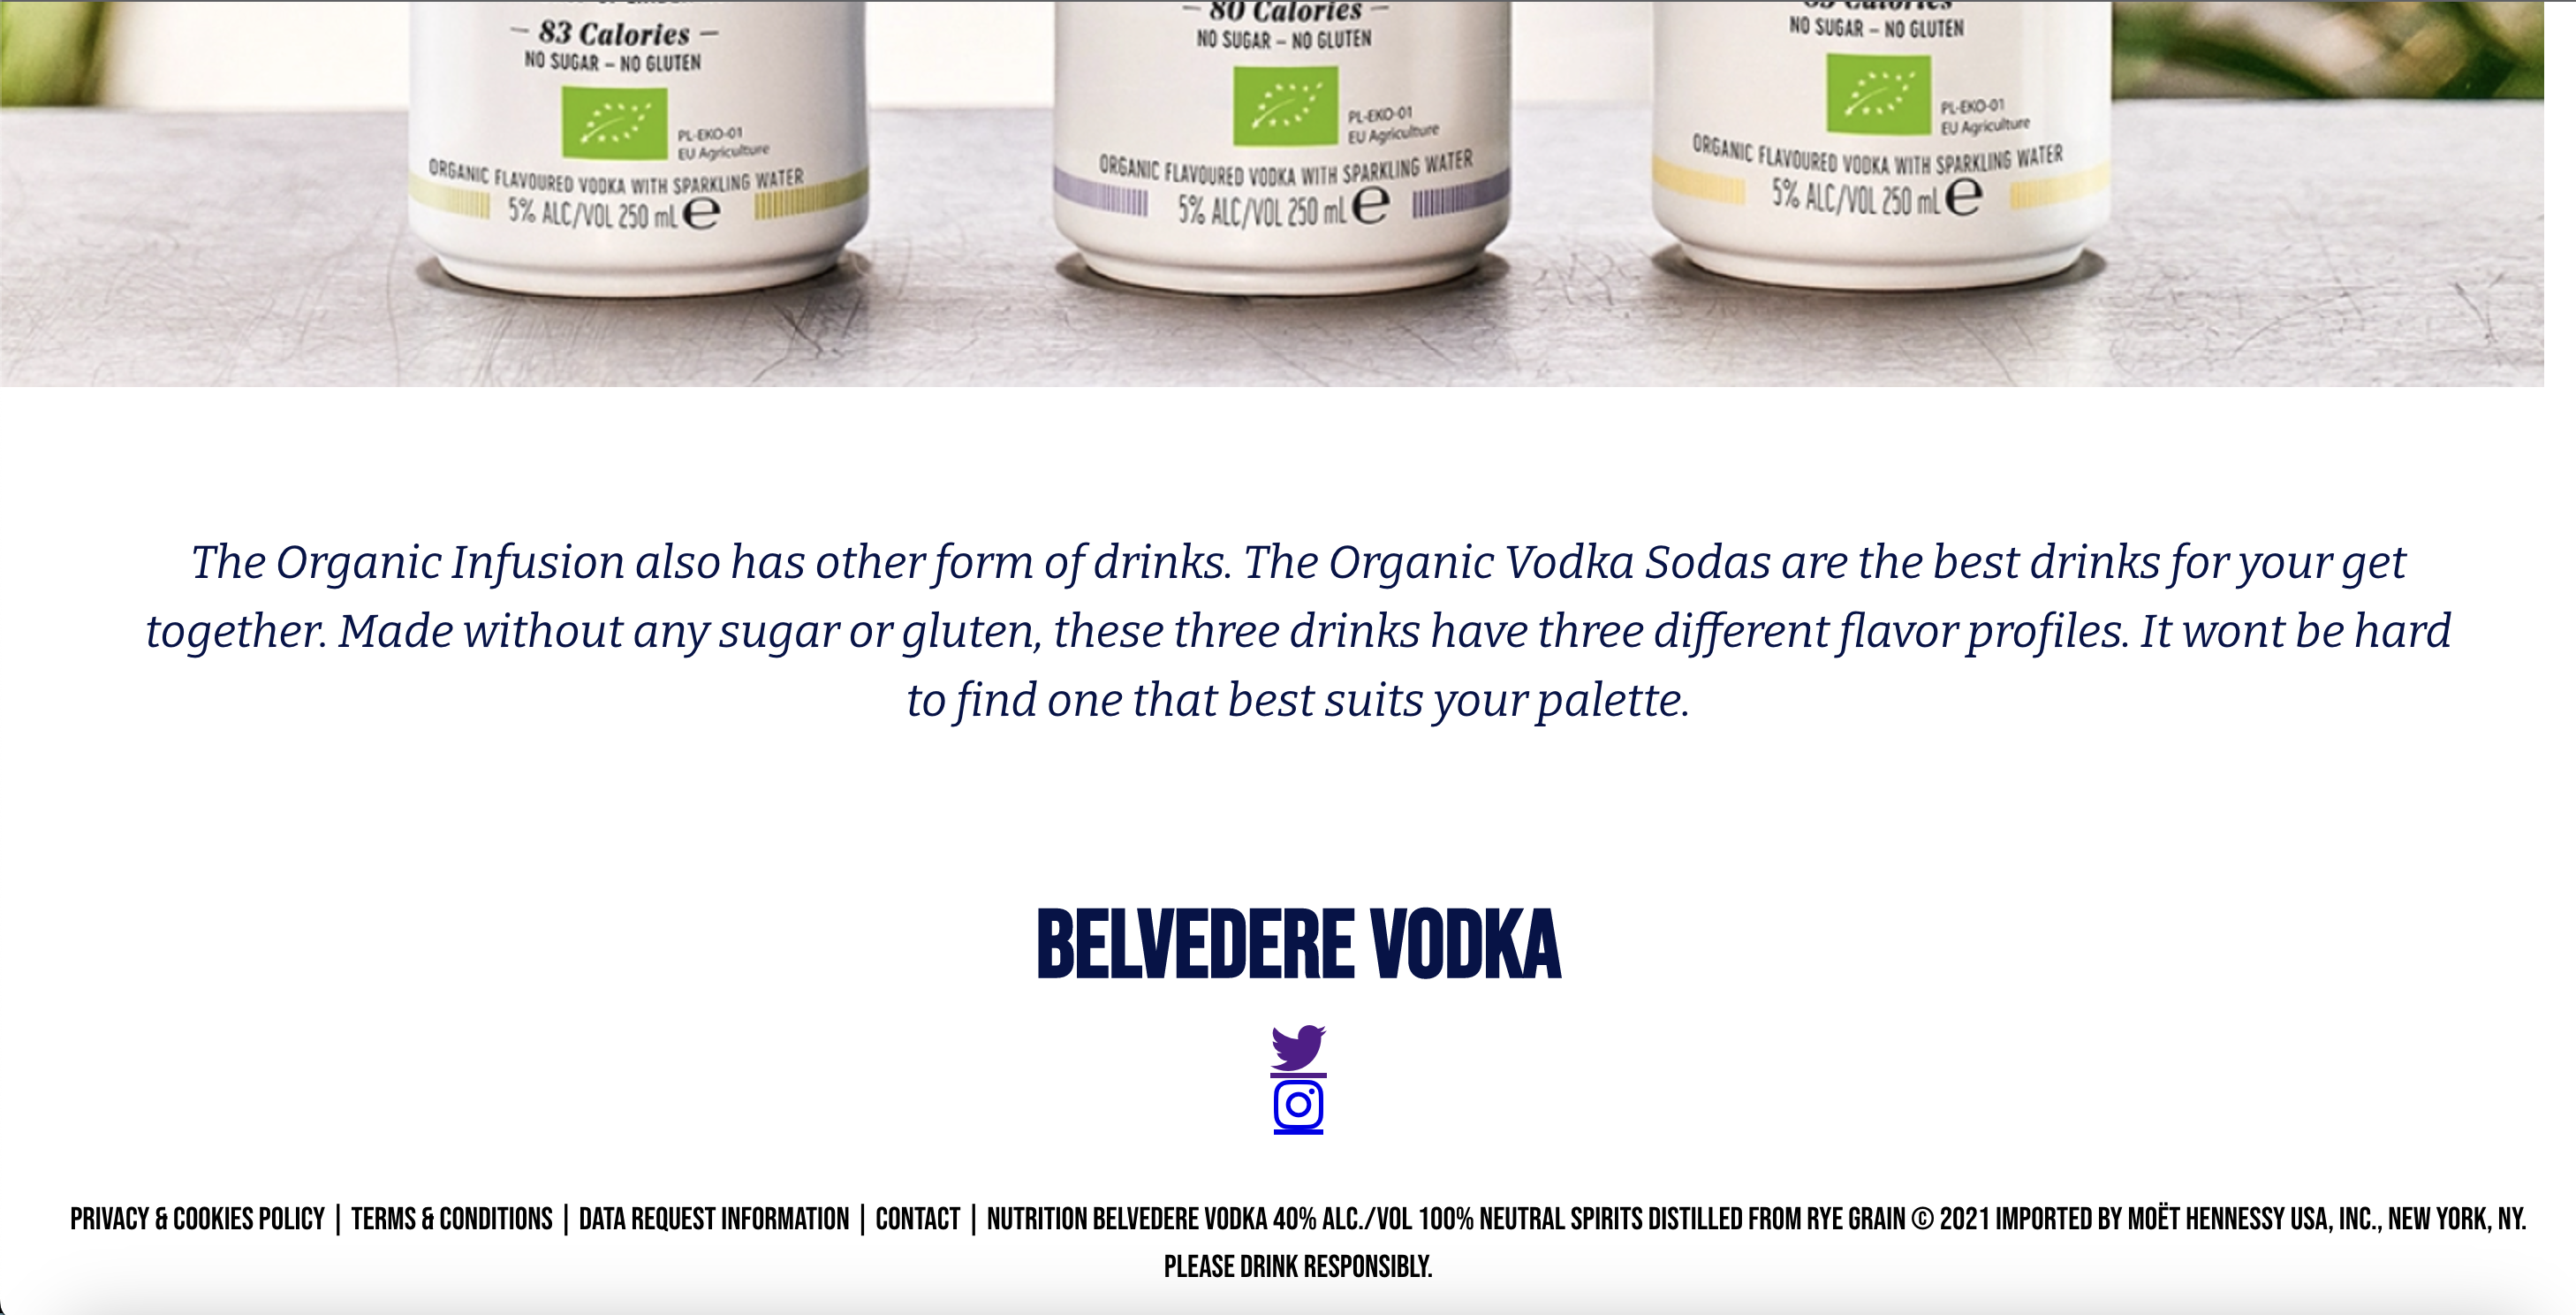 — 83 Calories —
NO SUGAR – NO GLUTEN
PL-EKO-01
EU Agriculture
ORGANIC FLAVOURED VODKA WITH SPARKLING WATER
5% ALC/VOL 250 mL e
— 80 Calories —
NO SUGAR – NO GLUTEN
PL-EKO-01
EU Agriculture
ORGANIC FLAVOURED VODKA WITH SPARKLING WATER
5% ALC/VOL 250 mL e
Calories
NO SUGAR – NO GLUTEN
PL-EKO-01
EU Agriculture
ORGANIC FLAVOURED VODKA WITH SPARKLING WATER
5% ALC/VOL 250 mL e
The Organic Infusion also has other form of drinks. The Organic Vodka Sodas are the best drinks for your get
together. Made without any sugar or gluten, these three drinks have three different flavor profiles. It wont be hard
to find one that best suits your palette.
BELVEDERE VODKA
PRIVACY & COOKIES POLICY | TERMS & CONDITIONS | DATA REQUEST INFORMATION | CONTACT | NUTRITION BELVEDERE VODKA 40% ALC./VOL 100% NEUTRAL SPIRITS DISTILLED FROM RYE GRAIN © 2021 IMPORTED BY MOËT HENNESSY USA, INC., NEW YORK, NY.
PLEASE DRINK RESPONSIBLY.